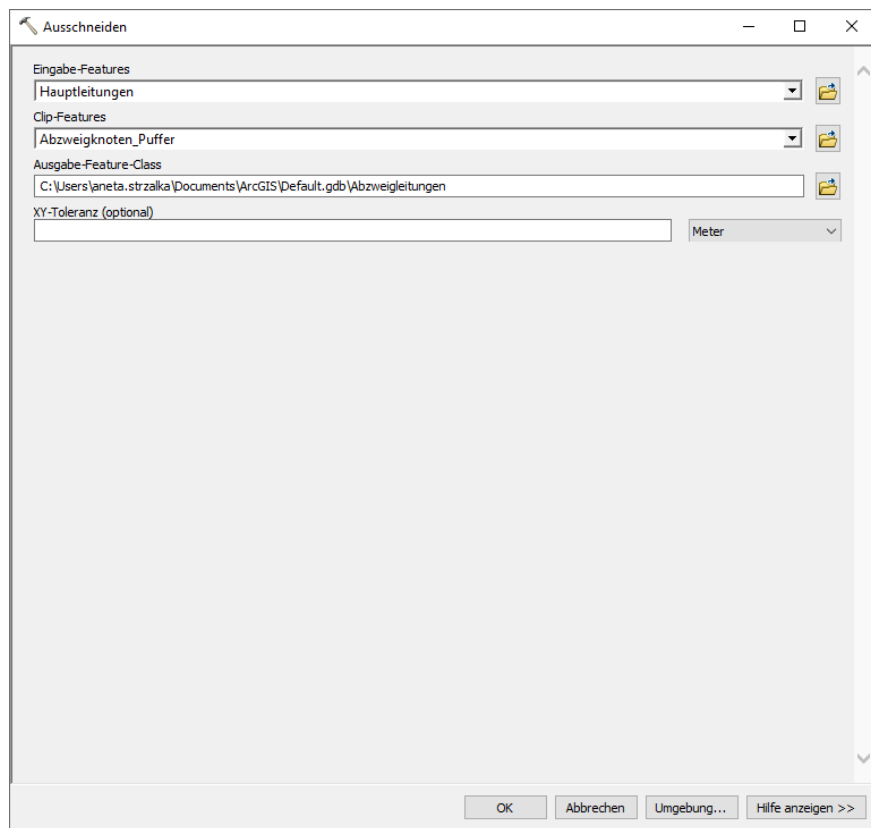 Ausschneiden
Eingabe-Features
Hauptleitungen
Clip-Features
Abzweigknoten_Puffer
Ausgabe-Feature-Class
C:\Users\aneta.strzalka\Documents\ArcGIS\Default.gdb\Abzweigleitungen
XY-Toleranz (optional)
Meter
OK Abbrechen Umgebung... Hilfe anzeigen >>